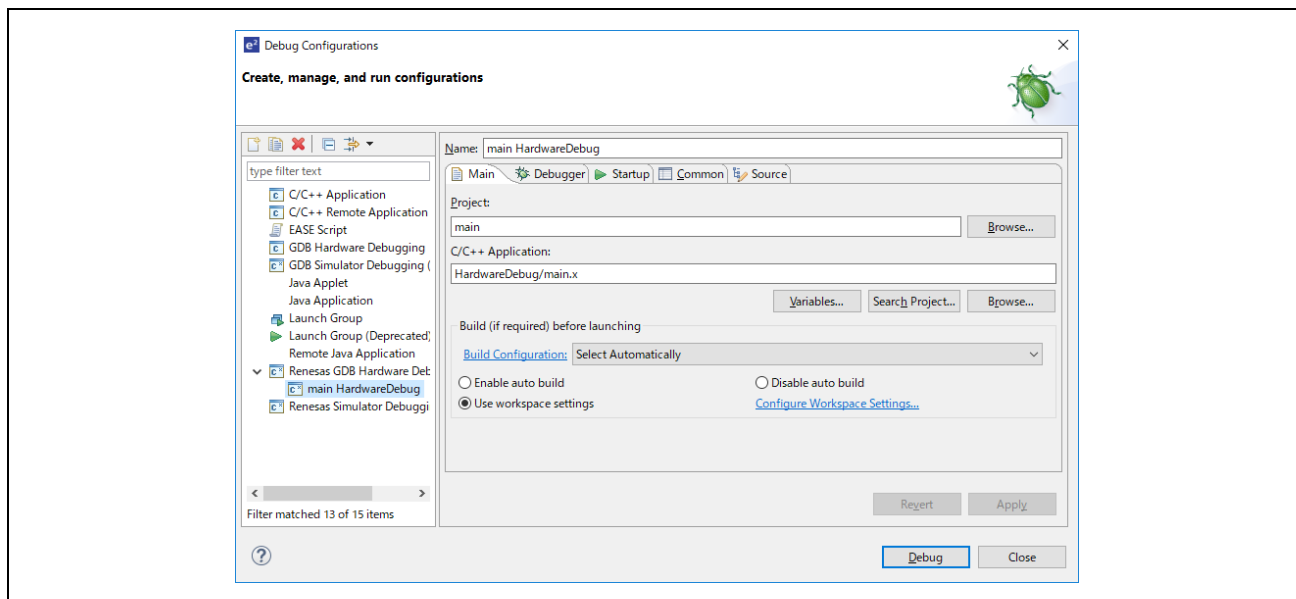 e² Debug Configurations
Create, manage, and run configurations
type filter text
C/C++ Application
C/C++ Remote Application
EASE Script
GDB Hardware Debugging
GDB Simulator Debugging (
Java Applet
Java Application
Launch Group
Launch Group (Deprecated)
Remote Java Application
Renesas GDB Hardware Deb
main HardwareDebug
Renesas Simulator Debuggi
Filter matched 13 of 15 items
Name: main HardwareDebug
Main Debugger Startup Common Source
Project:
main Browse...
C/C++ Application:
HardwareDebug/main.x
Variables... Search Project... Browse...
Build (if required) before launching
Build Configuration: Select Automatically
Enable auto build Disable auto build
Use workspace settings Configure Workspace Settings...
Revert Apply
? Debug Close